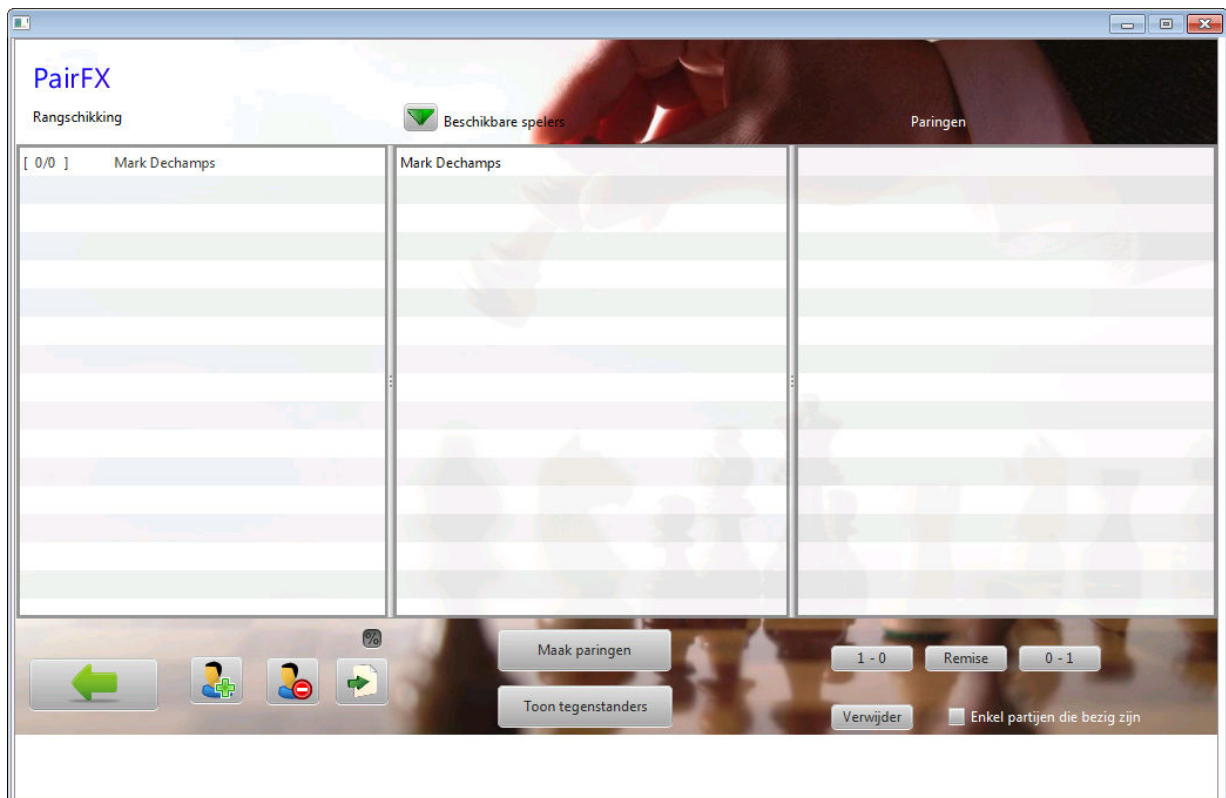 PairFX
Rangschikking
Beschikbare spelers
Paringen
[ 0/0 ] Mark Dechamps
Mark Dechamps
%
Maak paringen
1 - 0
Remise
0 - 1
Toon tegenstanders
Verwijder
Enkel partijen die bezig zijn